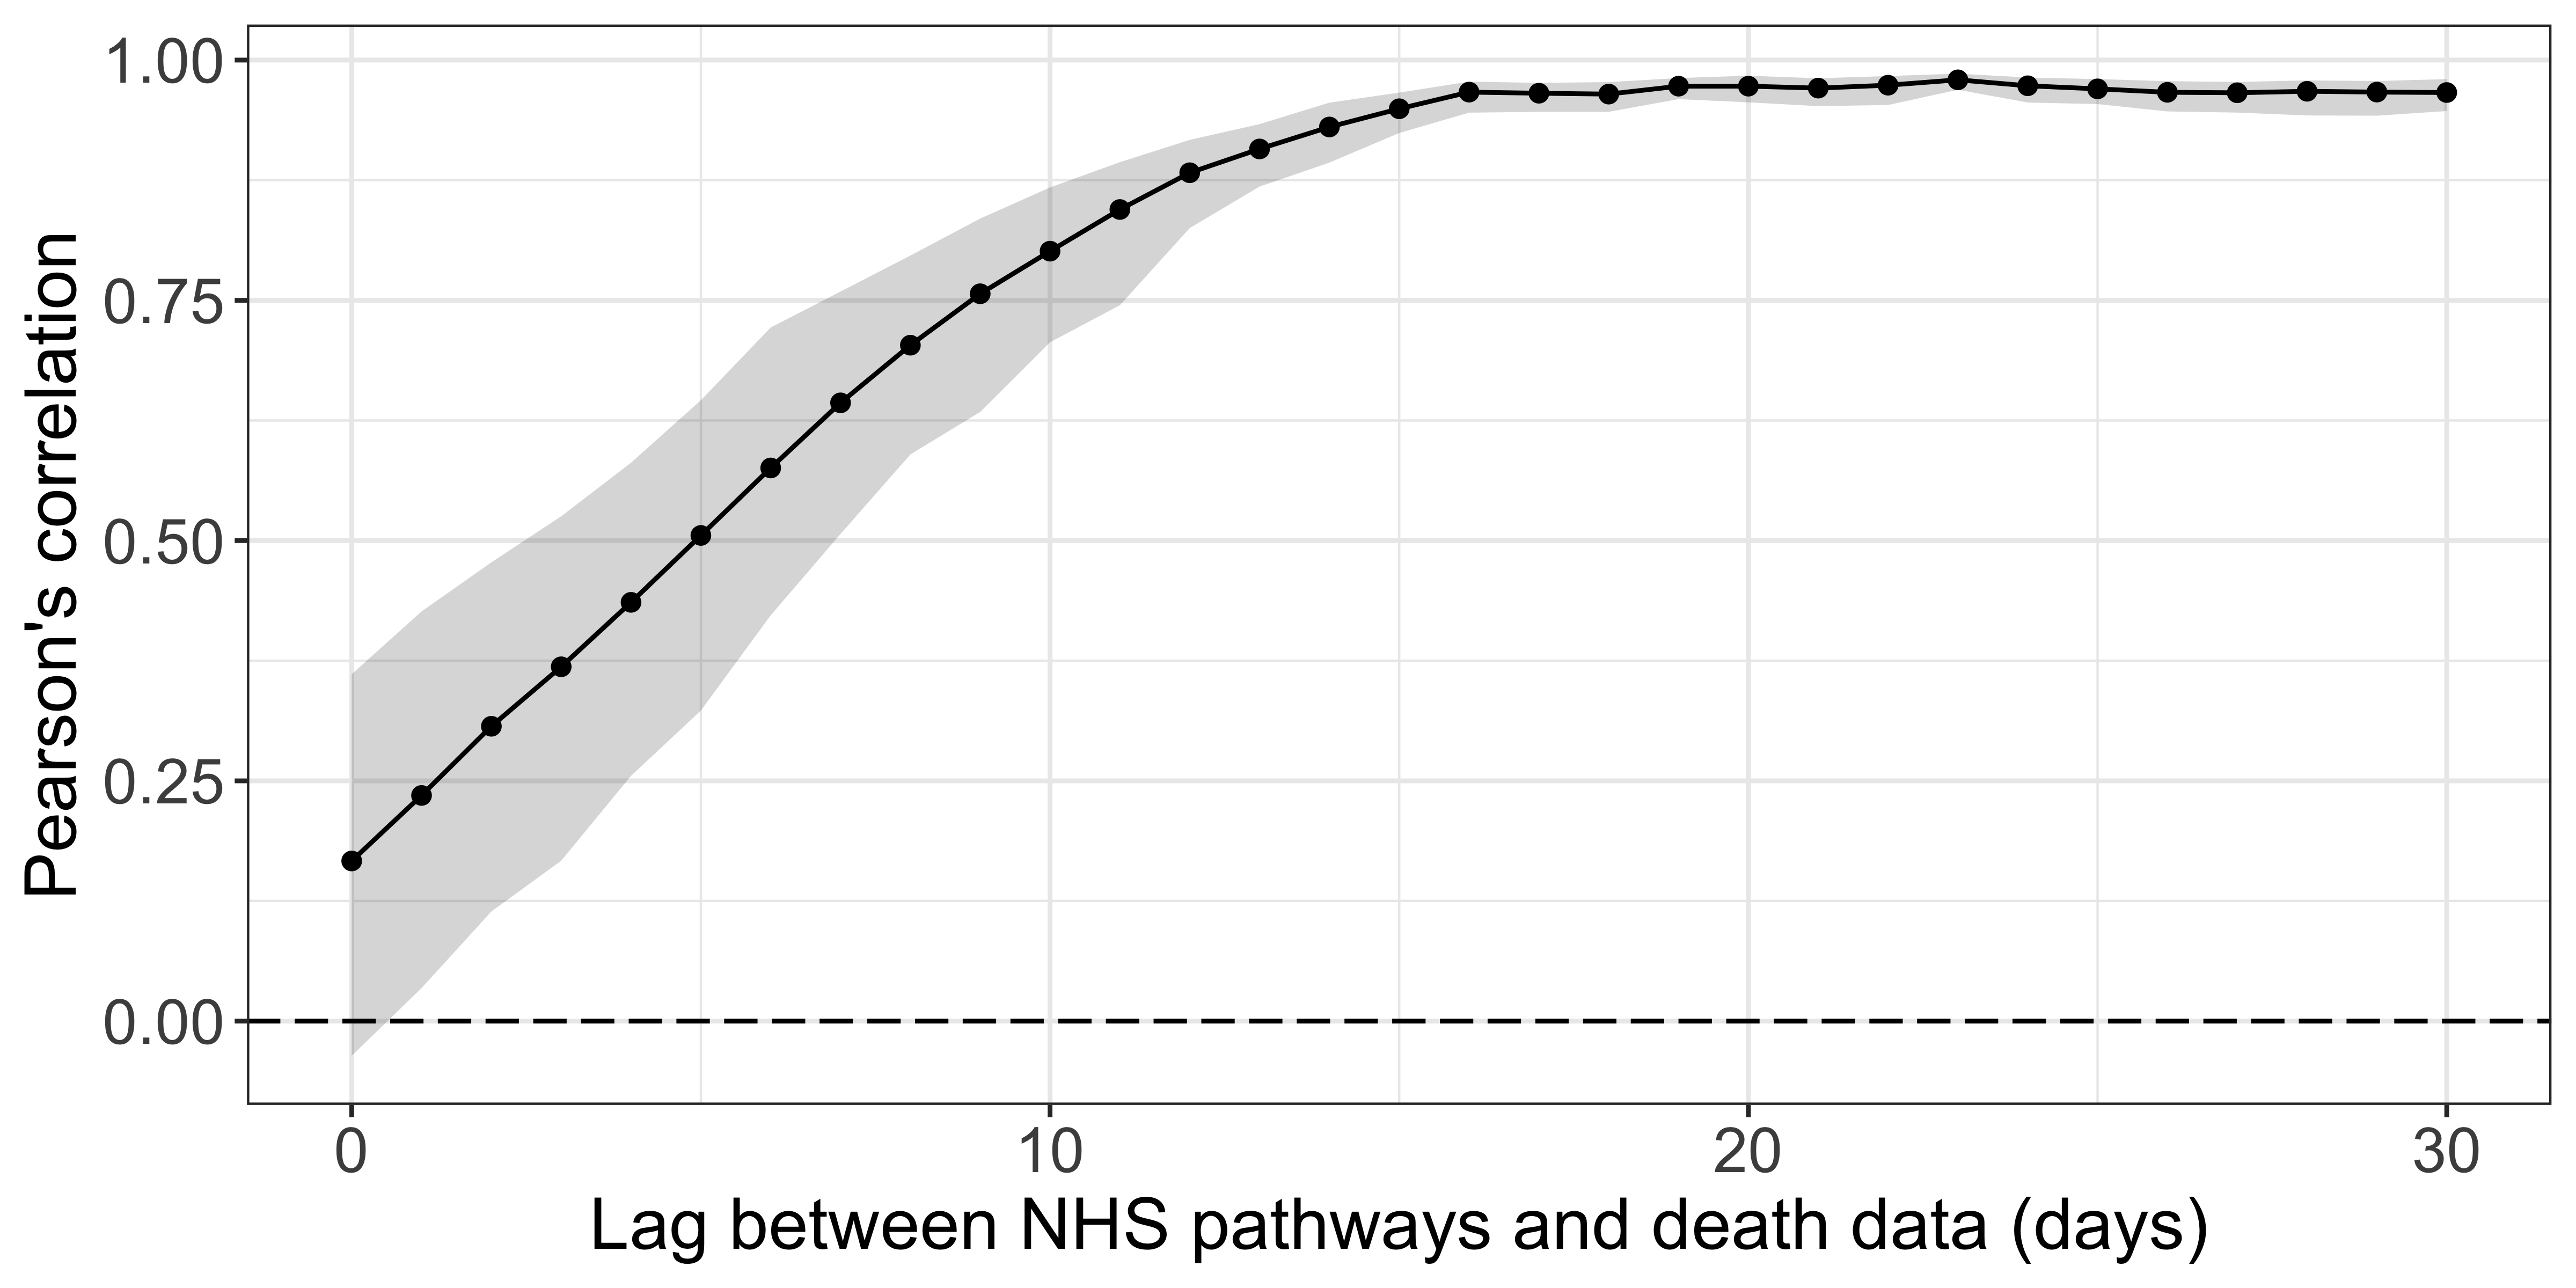 Pearson's correlation
1.00
0.75
0.50
0.25
0.00
0 10 20 30
Lag between NHS pathways and death data (days)